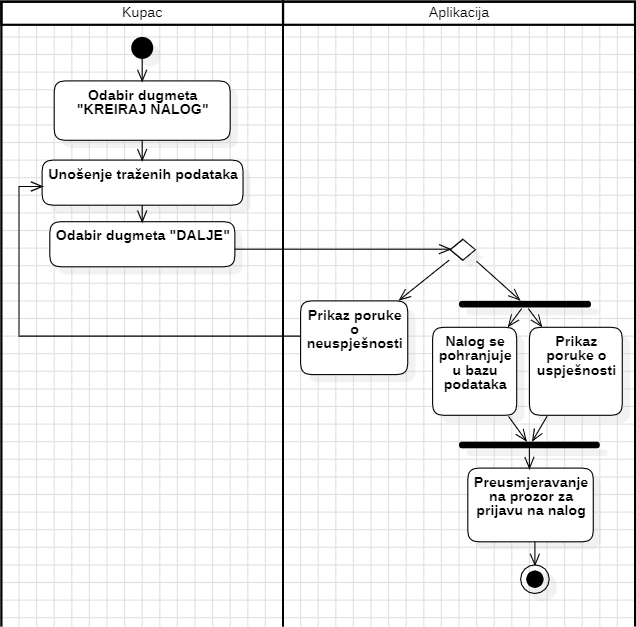 Kupac
Aplikacija
Odabir dugmeta
"KREIRAJ NALOG"
Unošenje traženih podataka
Odabir dugmeta "DALJE"
Prikaz poruke
o
neuspješnosti
Nalog se
pohranjuje
u bazu
podataka
Prikaz
poruke o
uspješnosti
Preusmjeravanje
na prozor za
prijavu na nalog